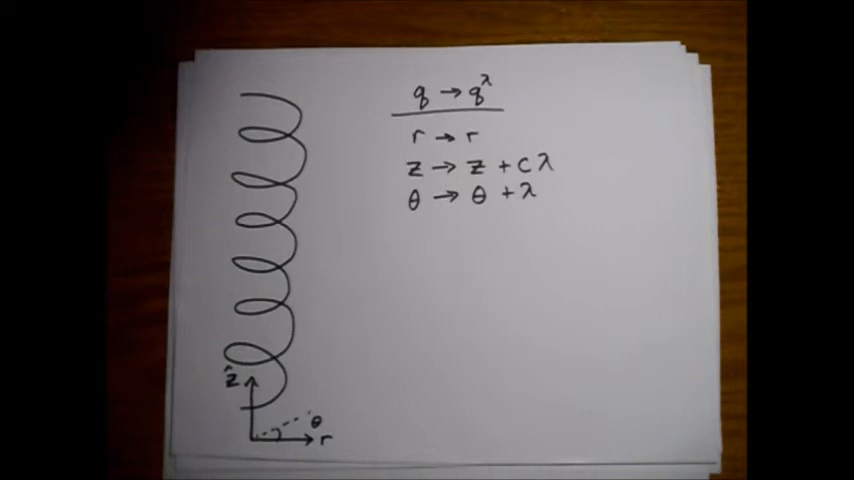 q → q^λ
r → r
z → z + cλ
θ → θ + λ
ẑ
θ
r